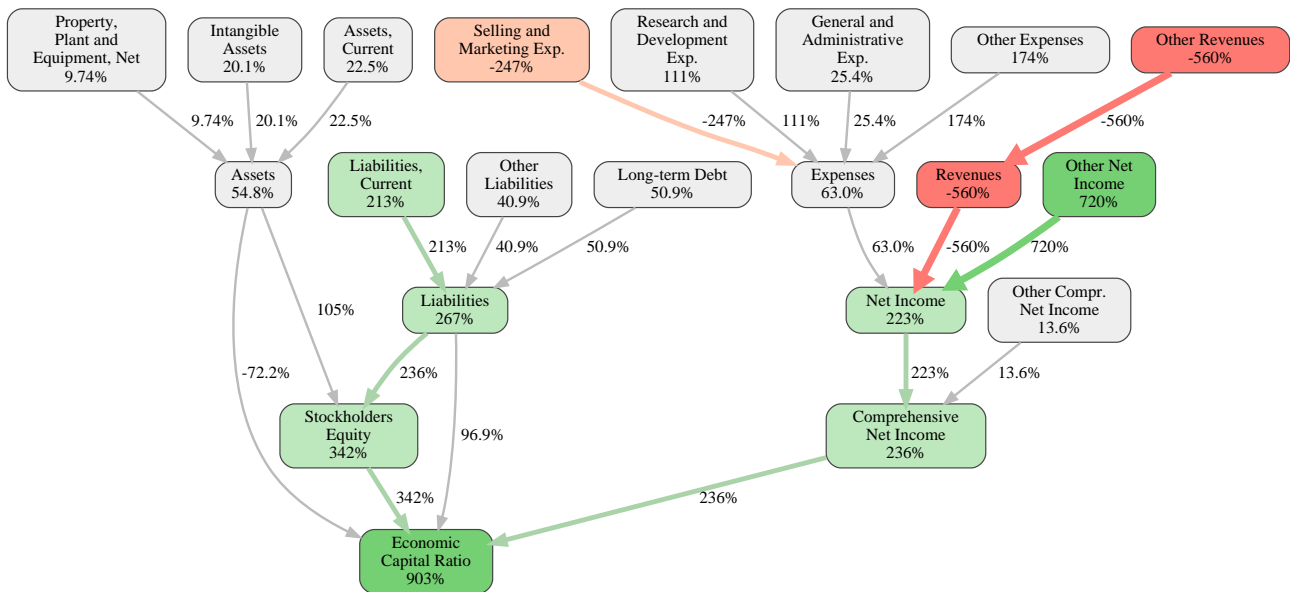 Property,
Plant and
Equipment, Net
9.74%
Intangible
Assets
20.1%
Assets,
Current
22.5%
Selling and
Marketing Exp.
-247%
Research and
Development
Exp.
111%
General and
Administrative
Exp.
25.4%
Other Expenses
174%
Other Revenues
-560%
9.74%
20.1%
22.5%
-247%
111%
25.4%
174%
-560%
Assets
54.8%
Liabilities,
Current
213%
Other
Liabilities
40.9%
Long-term Debt
50.9%
Expenses
63.0%
Revenues
-560%
Other Net
Income
720%
213%
40.9%
50.9%
63.0%
-560%
720%
105%
Liabilities
267%
Net Income
223%
Other Compr.
Net Income
13.6%
-72.2%
236%
223%
13.6%
Stockholders
Equity
342%
96.9%
Comprehensive
Net Income
236%
342%
236%
Economic
Capital Ratio
903%